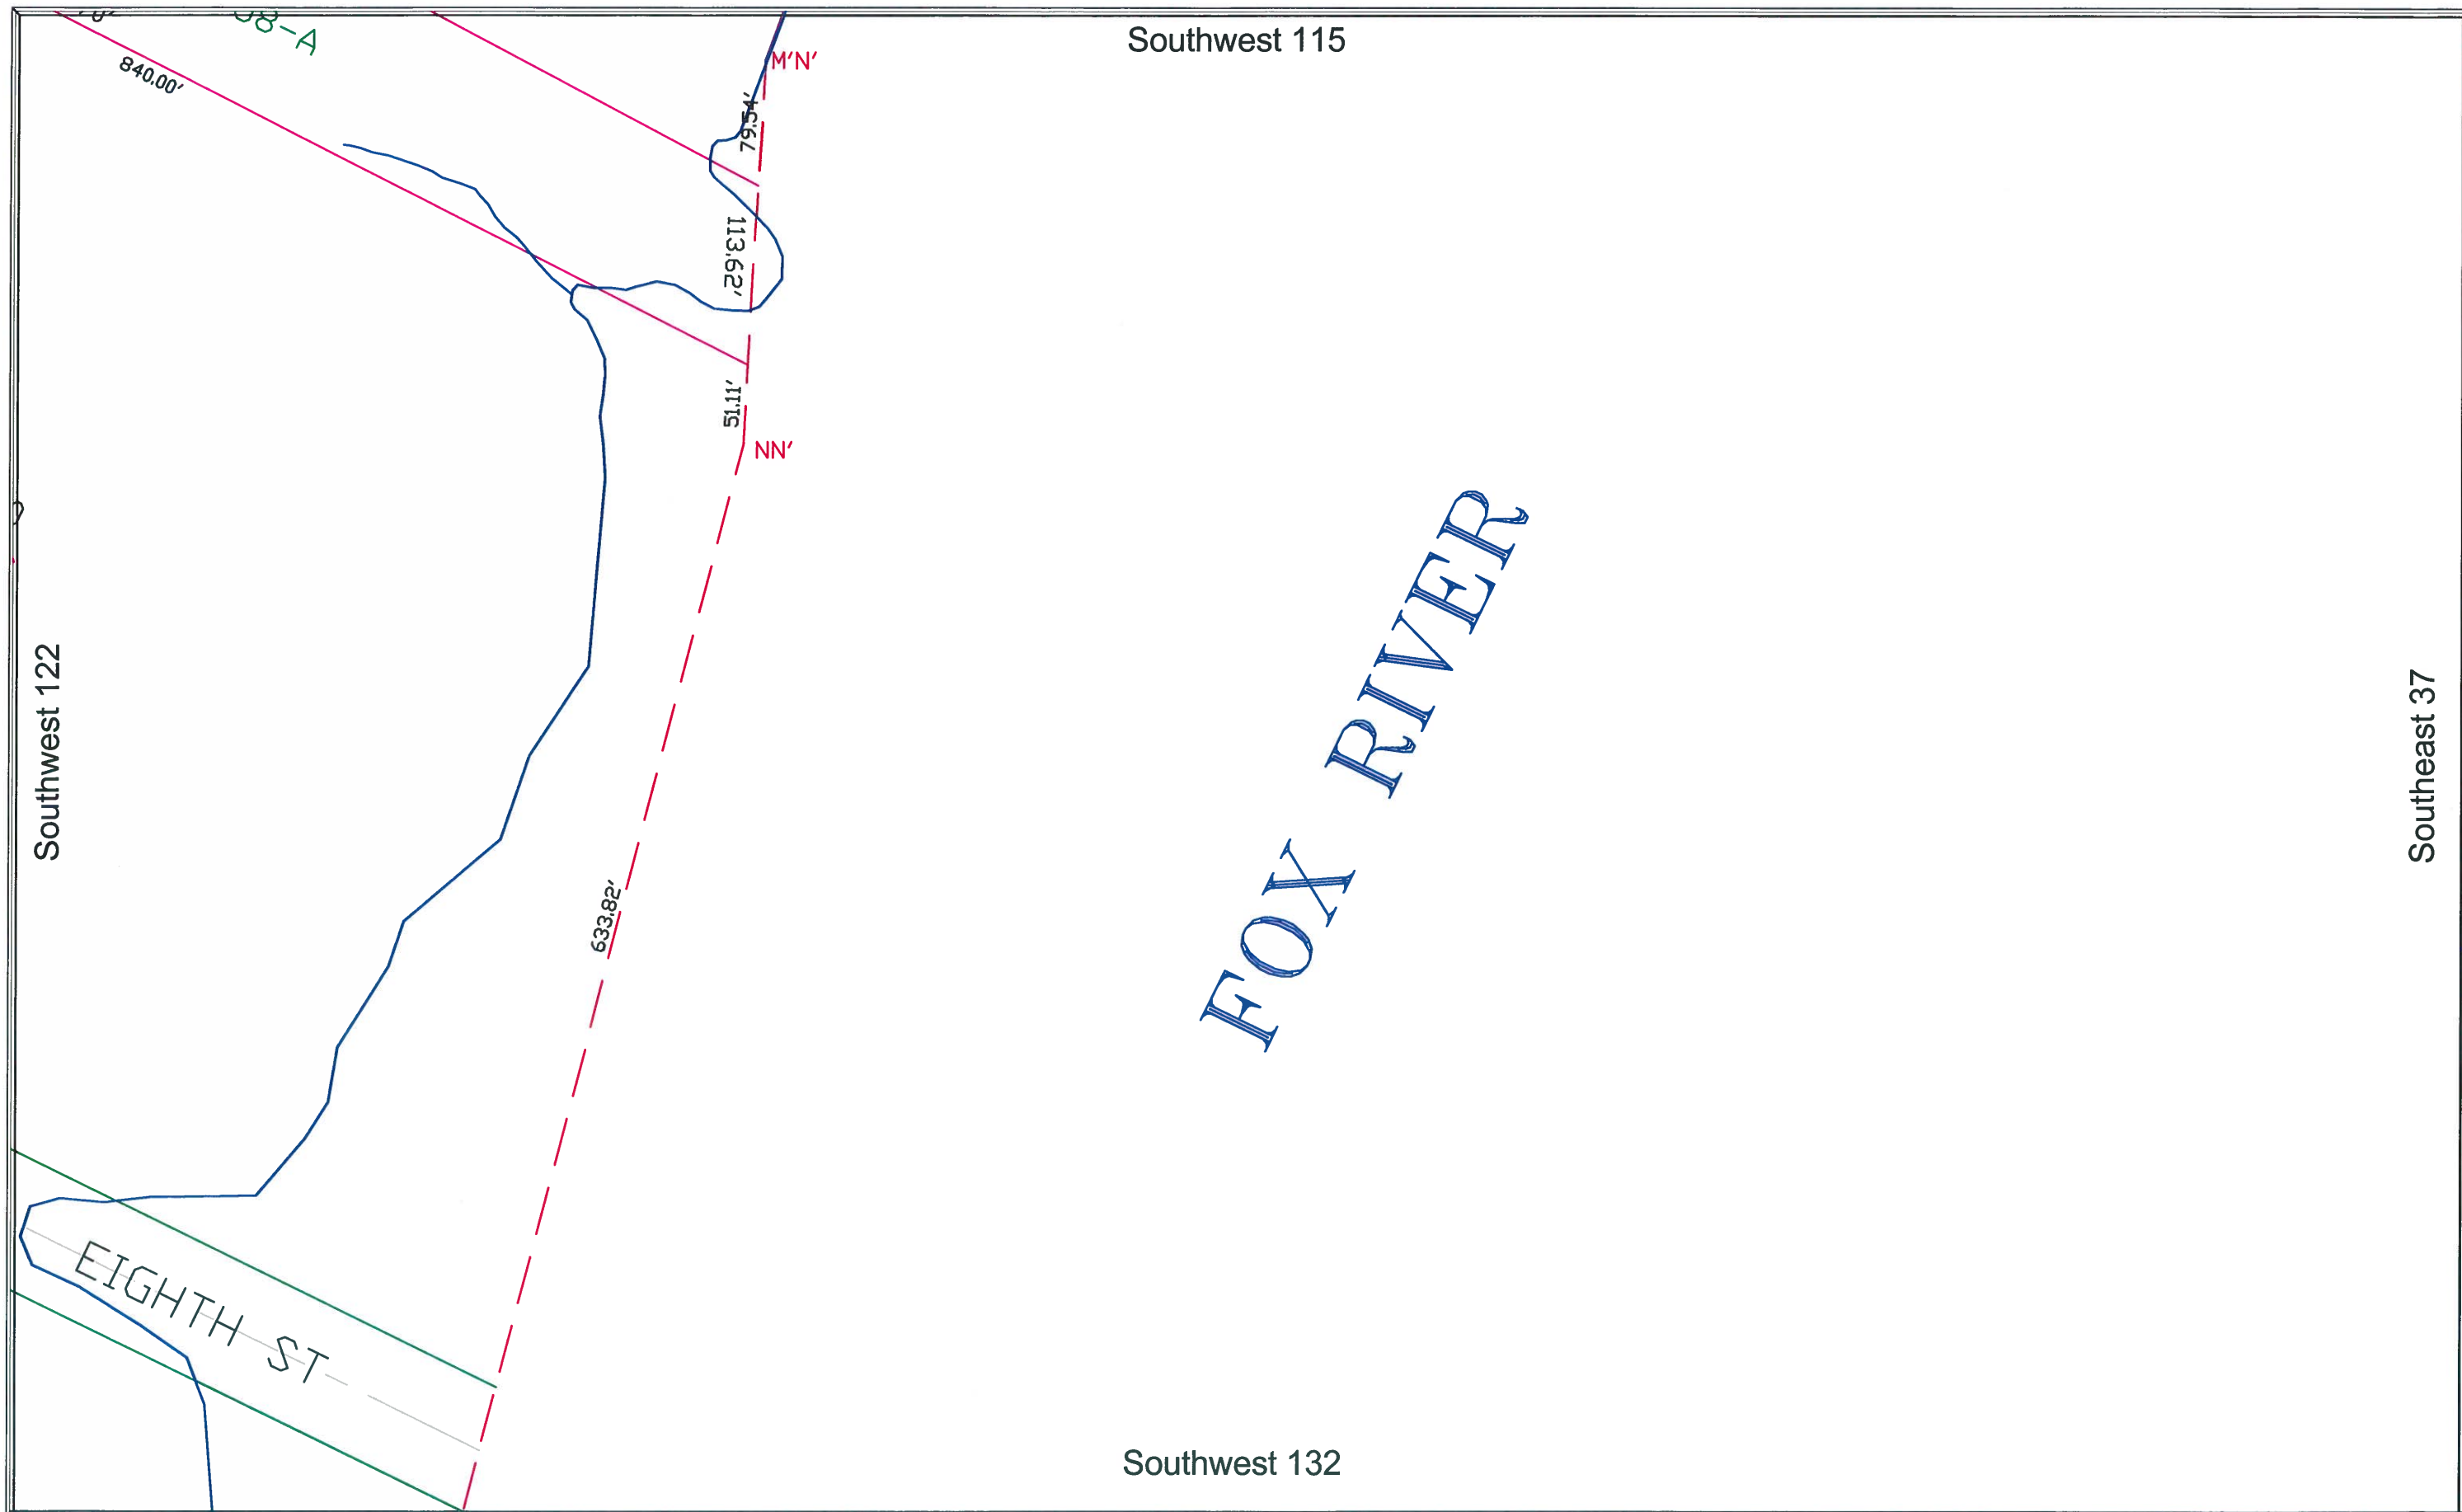 8-A
Southwest 115
840.00'
M'N'
79.54'
113.62'
51.11'
NN'
FOX RIVER
Southwest 122
Southeast 37
633.82'
EIGHTH ST
Southwest 132